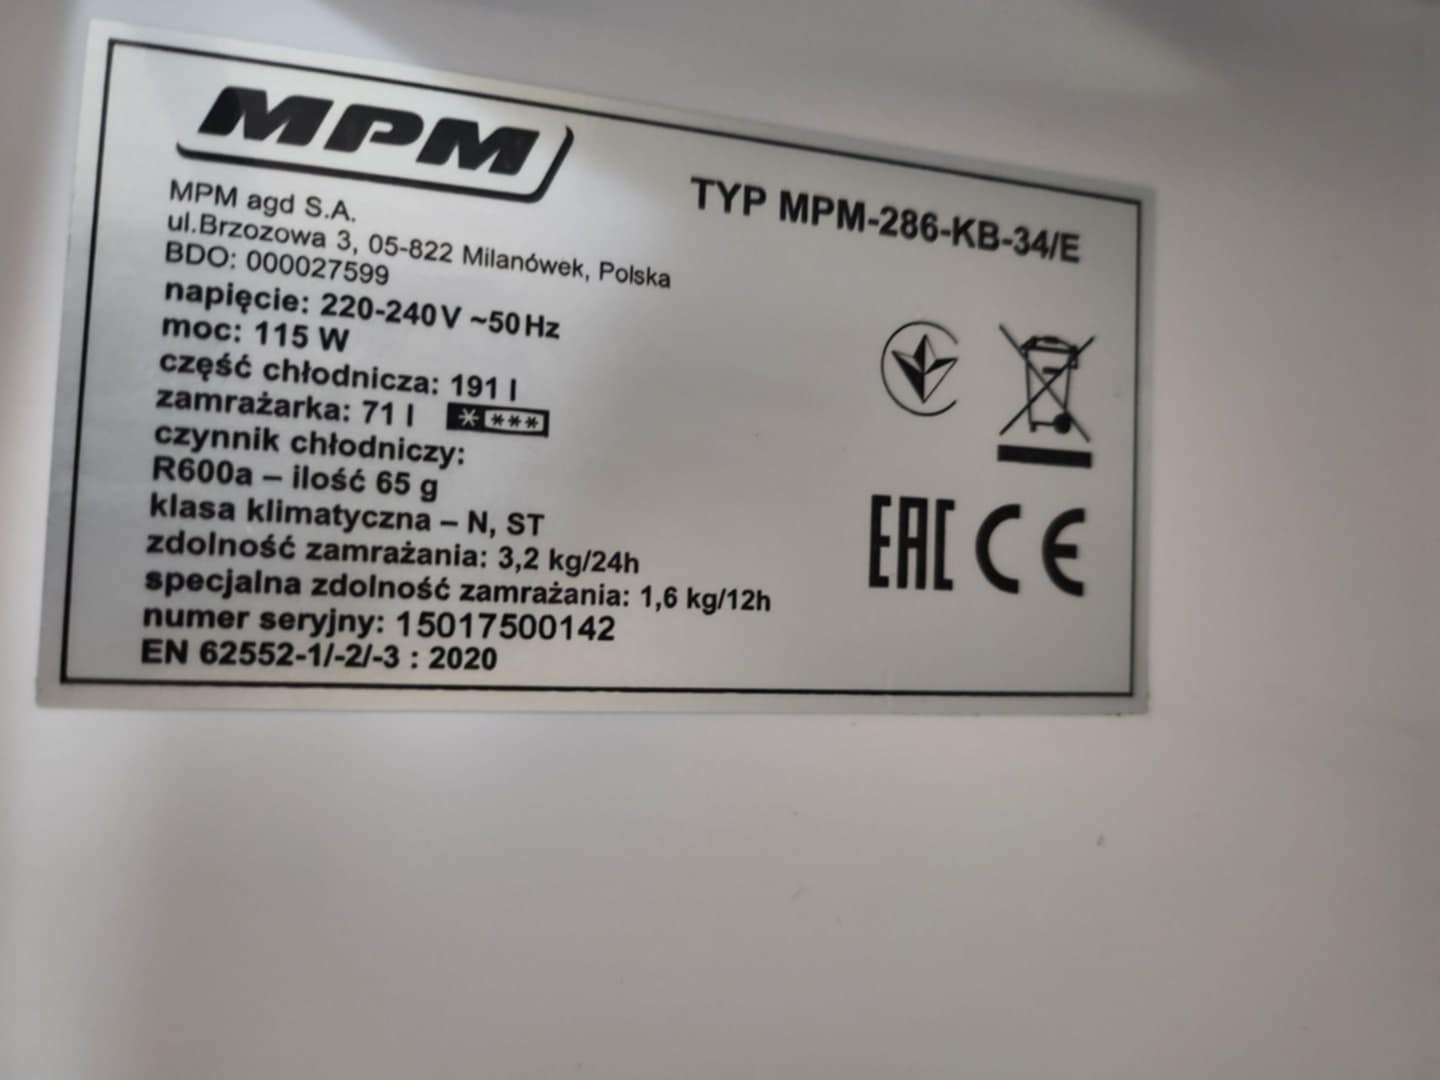 MPM
TYP MPM-286-KB-34/E
MPM agd S.A.
ul.Brzozowa 3, 05-822 Milanówek, Polska
BDO: 000027599
napięcie: 220-240V ~50Hz
moc: 115 W
część chłodnicza: 191 l
zamrażarka: 71 l * ***
czynnik chłodniczy:
R600a – ilość 65 g
klasa klimatyczna – N, ST
zdolność zamrażania: 3,2 kg/24h
specjalna zdolność zamrażania: 1,6 kg/12h
numer seryjny: 15017500142
EN 62552-1/-2/-3 : 2020
EAC CE